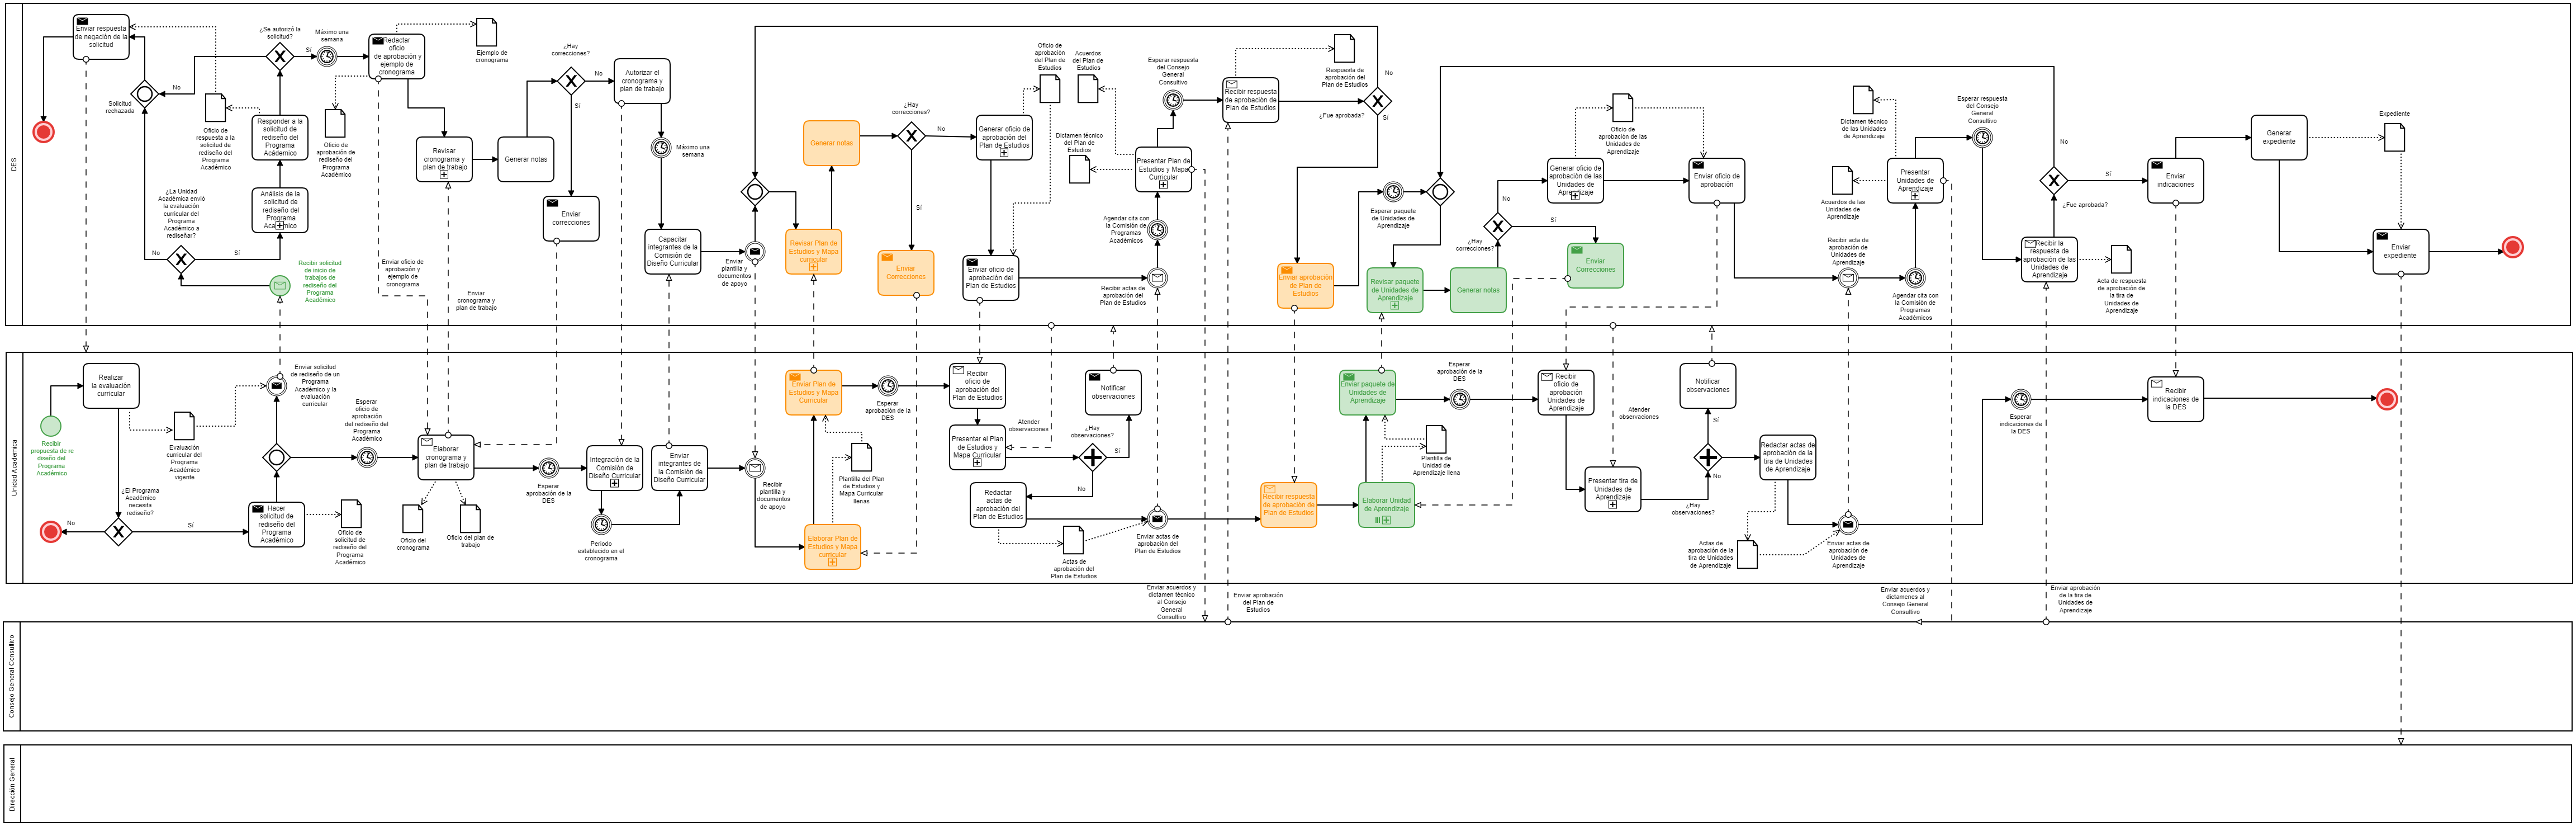 DES
Enviar respuesta
de negación de la
solicitud
¿Se autorizó la
solicitud?
Máximo una
semana
Sí
No
Solicitud
rechazada
Oficio de
respuesta a la
solicitud de
rediseño del
Programa
Académico
Responder a la
solicitud de
rediseño del
Programa
Académico
Análisis de la
solicitud de
rediseño del
Programa
Académico
¿La Unidad
Académica envió
la evaluación
curricular del
Programa
Académico a
rediseñar?
No
Sí
Recibir solicitud
de inicio de
trabajos de
rediseño del
Programa
Académico
Redactar
oficio
de aprobación y
ejemplo de
cronograma
Ejemplo de
cronograma
Oficio de
aprobación de
rediseño del
Programa
Académico
Enviar oficio de
aprobación y
ejemplo de
cronograma
Revisar
cronograma y
plan de trabajo
Enviar
cronograma y
plan de trabajo
Generar notas
¿Hay
correcciones?
No
Sí
Enviar
correcciones
Autorizar el
cronograma y
plan de trabajo
Máximo una
semana
Capacitar
integrantes de la
Comisión de
Diseño Curricular
Enviar
plantilla y
documentos
de apoyo
Generar notas
Revisar Plan de
Estudios y Mapa
curricular
¿Hay
correcciones?
No
Sí
Enviar
Correcciones
Generar oficio de
aprobación del
Plan de Estudios
Oficio de
aprobación
del Plan de
Estudios
Acuerdos
del Plan de
Estudios
Dictamen técnico
del Plan de
Estudios
Enviar oficio de
aprobación del
Plan de Estudios
Recibir actas de
aprobación del
Plan de Estudios
Agendar cita con
la Comisión de
Programas
Académicos
Presentar Plan de
Estudios y Mapa
Curricular
Esperar respuesta
del Consejo
General
Consultivo
Recibir respuesta
de aprobación de
Plan de Estudios
Respuesta de
aprobación del
Plan de Estudios
No
¿Fue aprobada?
Sí
Enviar aprobación
de Plan de
Estudios
Esperar paquete
de Unidades de
Aprendizaje
Revisar paquete
de Unidades de
Aprendizaje
Generar notas
¿Hay
correcciones?
No
Sí
Enviar
Correcciones
Generar oficio de
aprobación de las
Unidades de
Aprendizaje
Oficio de
aprobación de las
Unidades de
Aprendizaje
Enviar oficio de
aprobación
Recibir acta de
aprobación de
Unidades de
Aprendizaje
Agendar cita con
la Comisión de
Programas
Académicos
Presentar
Unidades de
Aprendizaje
Dictamen técnico
de las Unidades
de Aprendizaje
Acuerdos de las
Unidades de
Aprendizaje
Esperar respuesta
del Consejo
General
Consultivo
Recibir la
respuesta de
aprobación de las
Unidades de
Aprendizaje
Acta de respuesta
de aprobación de
la tira de
Unidades de
Aprendizaje
No
¿Fue aprobada?
Sí
Enviar
indicaciones
Generar
expediente
Expediente
Enviar
expediente
Unidad Academica
Recibir
propuesta de re
diseño del
Programa
Académico
Realizar
la evaluación
curricular
Evaluación
curricular del
Programa
Académico
vigente
¿El Programa
Académico
necesita
rediseño?
No
Sí
Hacer
solicitud de
rediseño del
Programa
Académico
Oficio de
solicitud de
rediseño del
Programa
Académico
Enviar solicitud
de rediseño de un
Programa
Académico y la
evaluación
curricular
Esperar
oficio de
aprobación
del rediseño del
Programa
Académico
Elaborar
cronograma y
plan de trabajo
Oficio del
cronograma
Oficio del plan de
trabajo
Esperar
aprobación de la
DES
Integración de la
Comisión de
Diseño Curricular
Periodo
establecido en el
cronograma
Enviar
integrantes de
la Comisión de
Diseño Curricular
Recibir
plantilla y
documentos
de apoyo
Enviar Plan de
Estudios y Mapa
Curricular
Elaborar Plan de
Estudios y Mapa
curricular
Plantilla del Plan
de Estudios y
Mapa Curricular
llenas
Esperar
aprobación de la
DES
Recibir
oficio de
aprobación del
Plan de Estudios
Presentar el Plan
de Estudios y
Mapa Curricular
Atender
observaciones
¿Hay
observaciones?
Sí
No
Notificar
observaciones
Redactar
actas de
aprobación del
Plan de Estudios
Actas de
aprobación del
Plan de Estudios
Enviar actas de
aprobación del
Plan de Estudios
Recibir respuesta
de aprobación de
Plan de Estudios
Elaborar Unidad
de Aprendizaje
Enviar paquete de
Unidades de
Aprendizaje
Plantilla de
Unidad de
Aprendizaje llena
Esperar
aprobación de la
DES
Recibir
oficio de
aprobación
Unidades de
Aprendizaje
Presentar tira de
Unidades de
Aprendizaje
Atender
observaciones
¿Hay
observaciones?
Sí
No
Notificar
observaciones
Redactar actas de
aprobación de la
tira de Unidades
de Aprendizaje
Actas de
aprobación de la
tira de Unidades
de Aprendizaje
Enviar actas de
aprobación de
Unidades de
Aprendizaje
Esperar
indicaciones de
la DES
Recibir
indicaciones de
la DES
Enviar acuerdos y
dictamen técnico
al Consejo
General
Consultivo
Enviar aprobación
del Plan de
Estudios
Enviar acuerdos y
dictamenes al
Consejo General
Consultivo
Enviar aprobación
de la tira de
Unidades de
Aprendizaje
Consejo General Consultivo
Dirección General